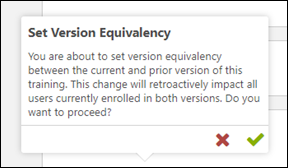 Set Version Equivalency
You are about to set version equivalency
between the current and prior version of this
training. This change will retroactively impact all
users currently enrolled in both versions. Do you
want to proceed?